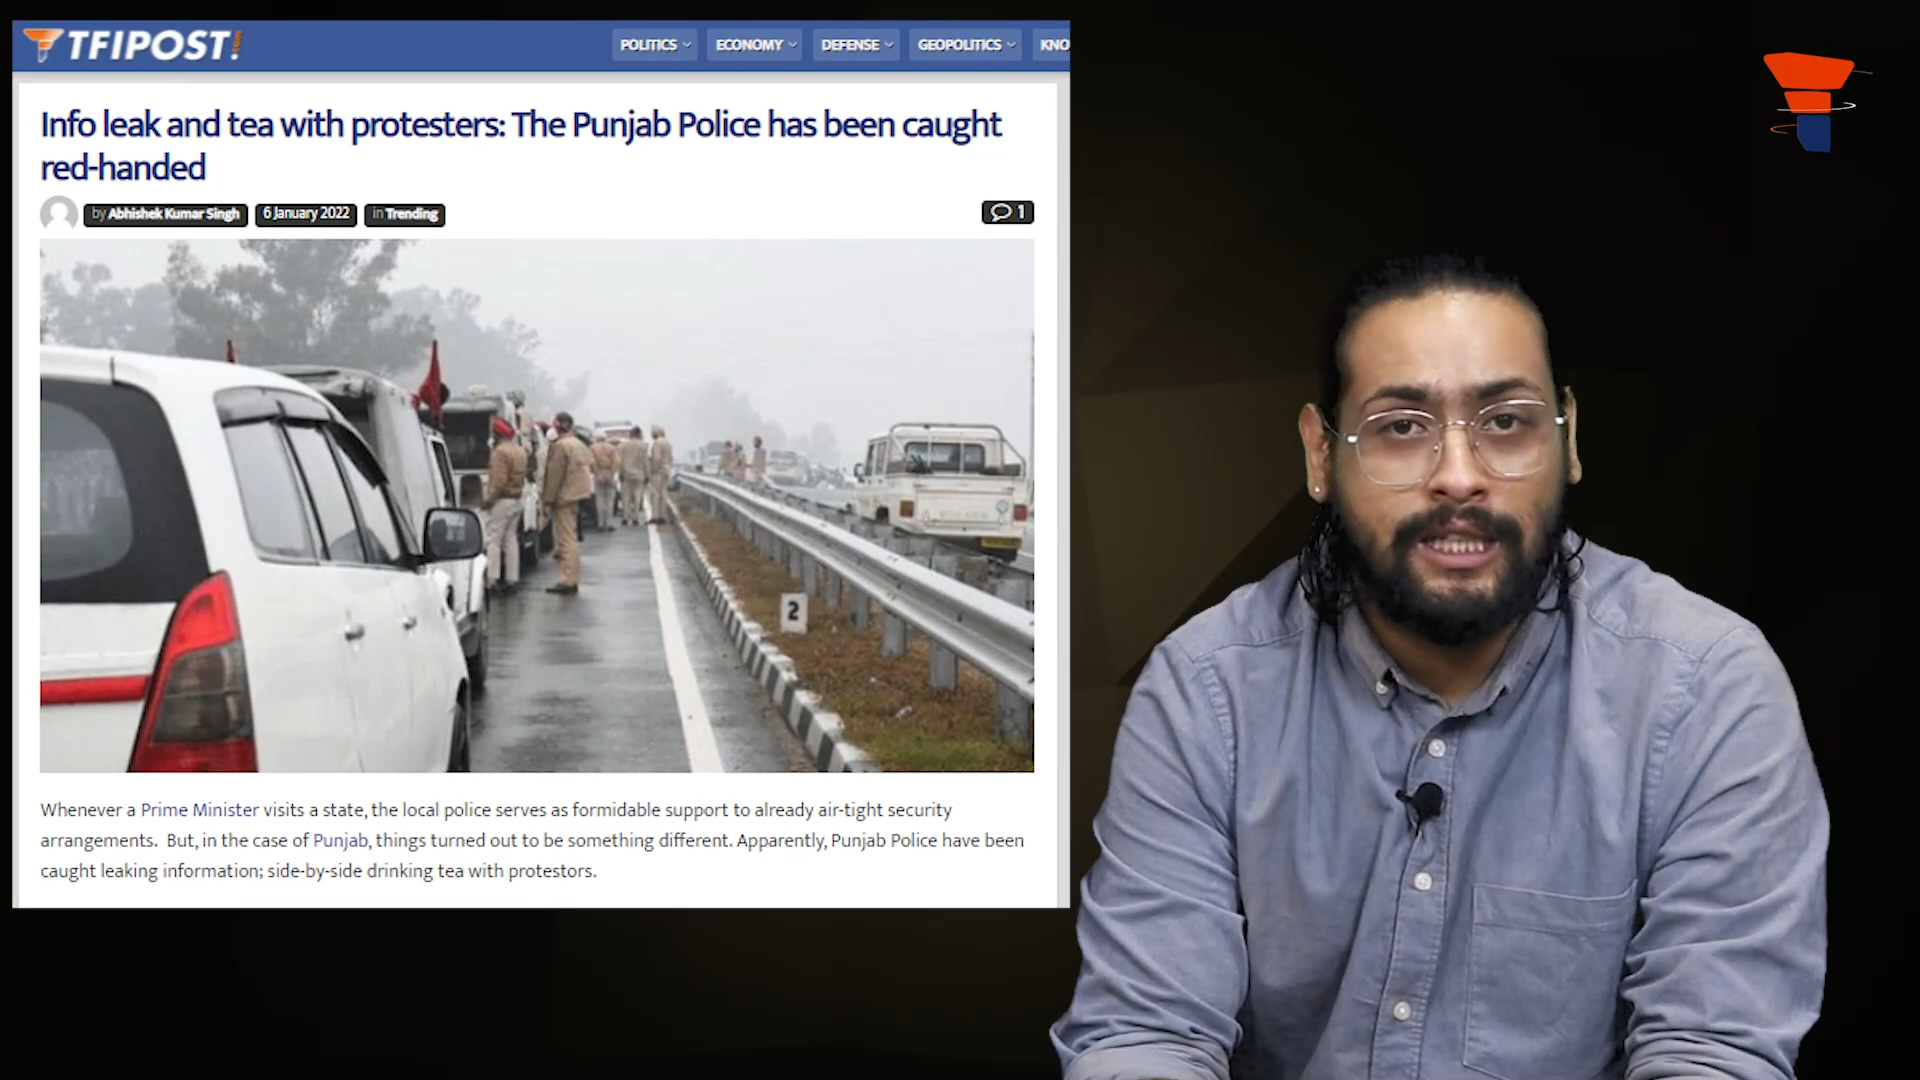 TFIPOST
.com
POLITICS
ECONOMY
DEFENSE
GEOPOLITICS
KNO
Info leak and tea with protesters: The Punjab Police has been caught
red-handed
by Abhishek Kumar Singh
6 January 2022
in Trending
1
2
Whenever a Prime Minister visits a state, the local police serves as formidable support to already air-tight security
arrangements. But, in the case of Punjab, things turned out to be something different. Apparently, Punjab Police have been
caught leaking information; side-by-side drinking tea with protestors.